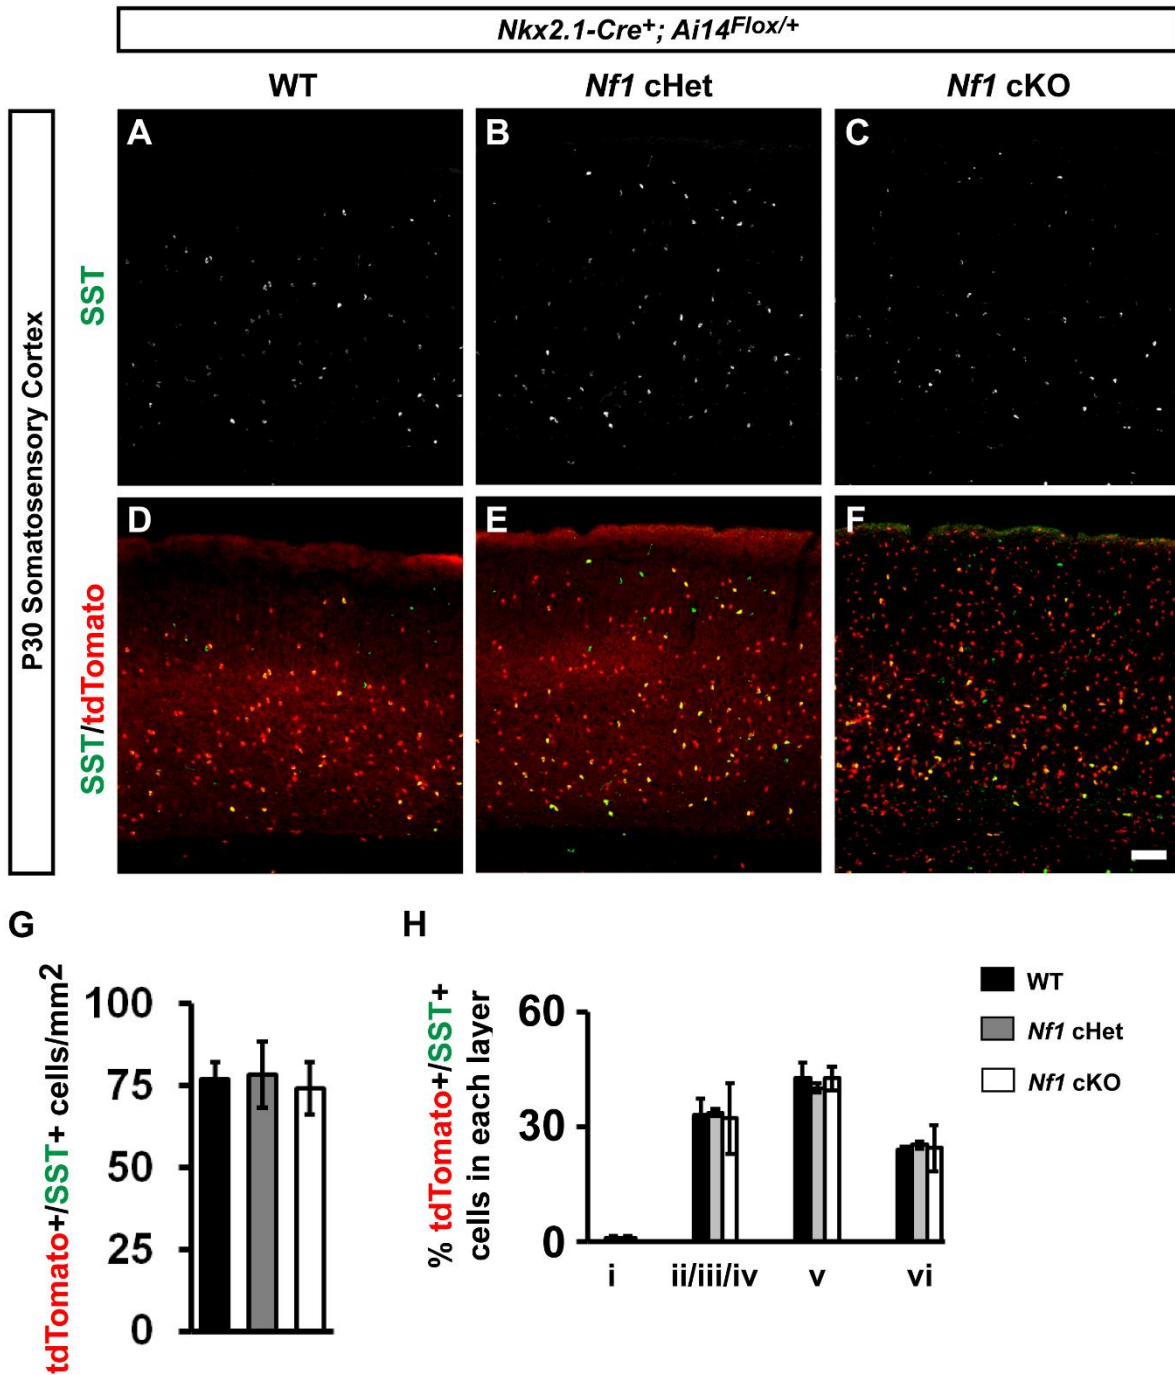 Nkx2.1-Cre+; Ai14Flox/+
WT
Nf1 cHet
Nf1 cKO
P30 Somatosensory Cortex
SST
A
B
C
SST/tdTomato
D
E
F
G
tdTomato+/SST+ cells/mm2
100
75
50
25
0
H
% tdTomato+/SST+
cells in each layer
60
30
0
i
ii/iii/iv
v
vi
WT
Nf1 cHet
Nf1 cKO